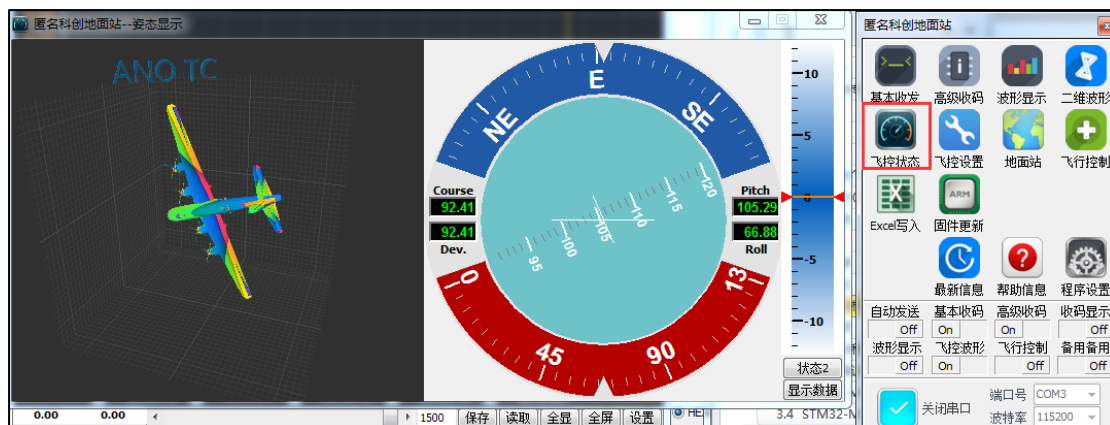 匿名科创地面站--姿态显示
ANO TC
NE
E
SE
Course
92.41
92.41
Dev.
Pitch
105.29
66.88
Roll
95
100
105
110
115
120
0
45
90
13
10
5
0
-5
-10
状态2
显示数据
0.00 0.00
1500 保存 读取 全显 全屏 设置
3.4 STM32-M
匿名科创地面站
基本收发 高级收码 波形显示 二维波形
飞控状态 飞控设置 地面站 飞行控制
ARM
Excel写入 固件更新
最新信息 帮助信息 程序设置
自动发送 基本收码 高级收码 收码显示
Off On On Off
波形显示 飞控波形 飞行控制 备用备用
Off On Off Off
关闭串口
端口号 COM3
波特率 115200